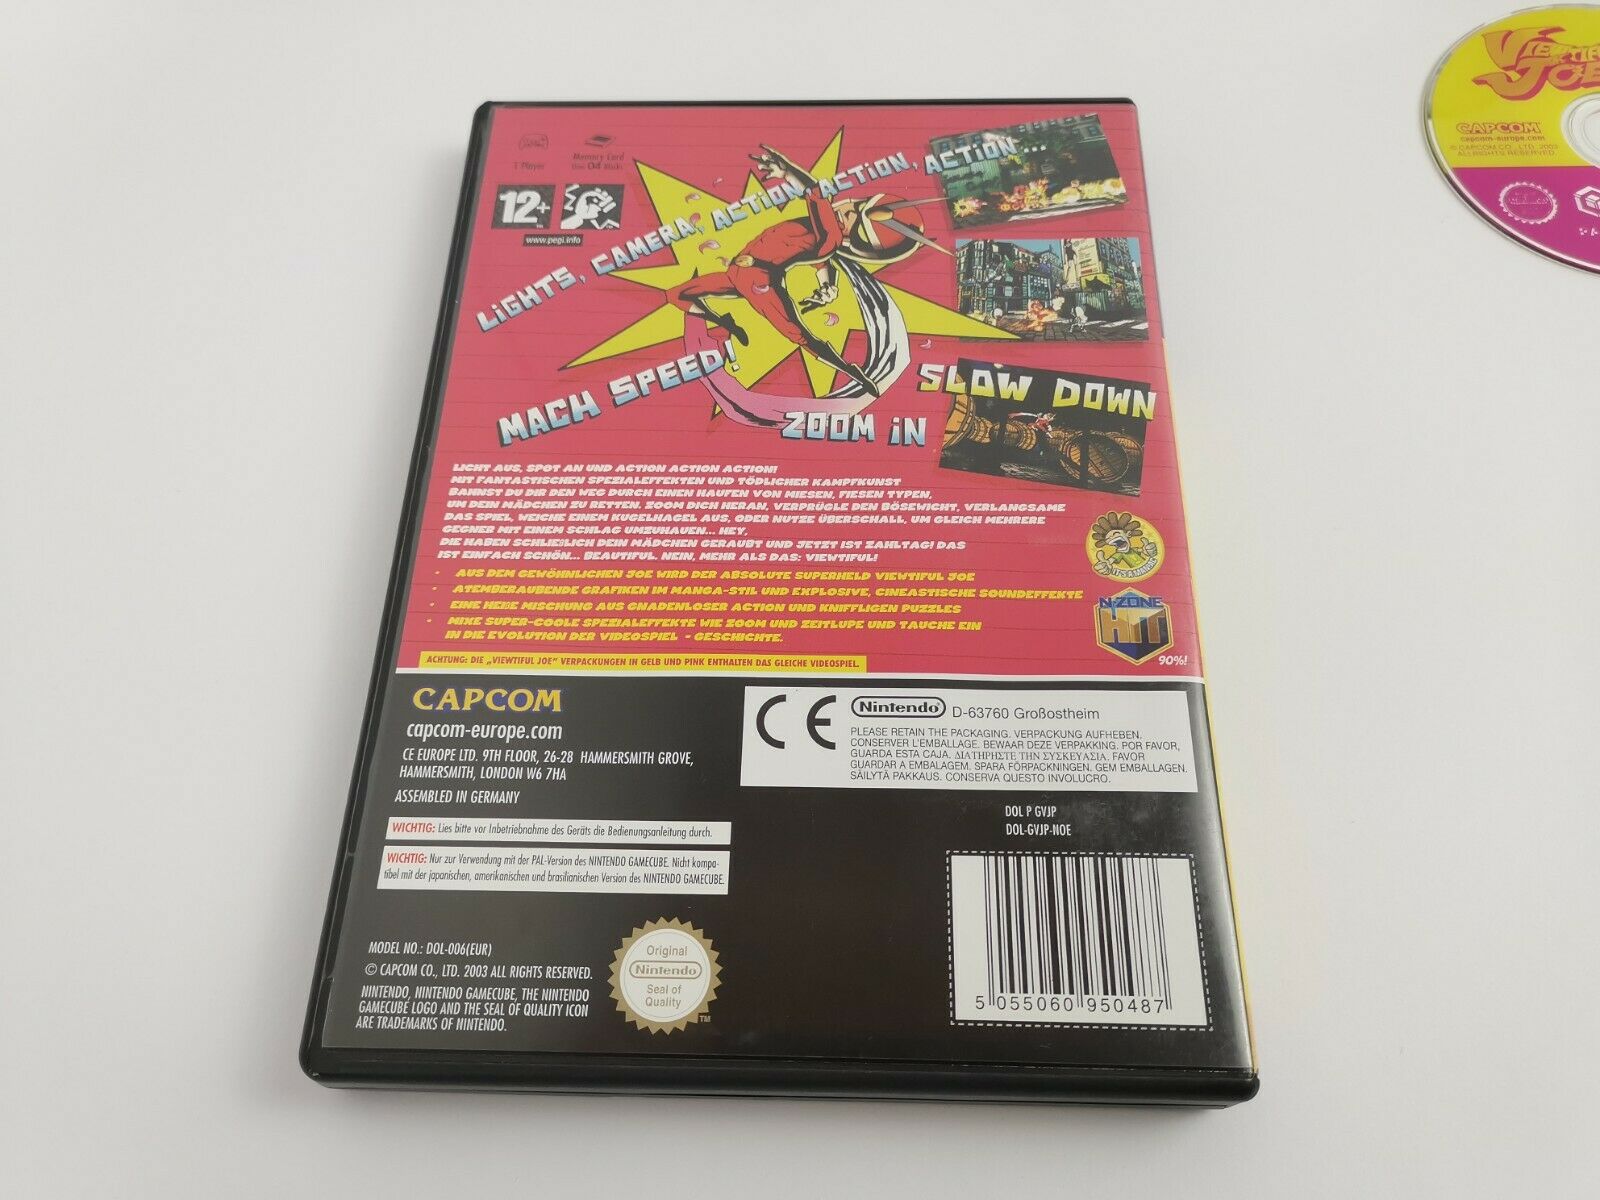 1 Player
Memory Card
04
12+
www.pegi.info
LiGHTS, CAMERA, ACTiON, ACTiON, ACTiON...
MACH SPEED!
ZOOM iN
SLOW DOWN
LICHT AUS, SPOT AN UND ACTION ACTION ACTION!
MIT FANTASTISCHEN SPEZIALEFFEKTEN UND TÖDLICHER KAMPFKUNST
BAHNST DU DIR DEN WEG DURCH EINEN HAUFEN VON MIESEN, FIESEN TYPEN,
UM DEIN MÄDCHEN ZU RETTEN. ZOOM DICH HERAN, VERPRÜGLE DEN BÖSEWICHT, VERLANGSAME
DAS SPIEL, WEICHE EINEM KUGELHAGEL AUS, ODER NUTZE ÜBERSCHALL, UM GLEICH MEHRERE
GEGNER MIT EINEM SCHLAG UMZUHAUEN... HEY,
DIE HABEN SCHLIEßLICH DEIN MÄDCHEN GERAUBT UND JETZT IST ZAHLTAG! DAS
IST EINFACH SCHÖN... BEAUTIFUL. NEIN, MEHR ALS DAS: VIEWTIFUL!
• AUS DEM GEWÖHNLICHEN JOE WIRD DER ABSOLUTE SUPERHELD VIEWTIFUL JOE
• ATEMBERAUBENDE GRAFIKEN IM MANGA-STIL UND EXPLOSIVE, CINEASTISCHE SOUNDEFFEKTE
• EINE HEIßE MISCHUNG AUS GNADENLOSER ACTION UND KNIFFLIGEN PUZZLES
• MIXE SUPER-COOLE SPEZIALEFFEKTE WIE ZOOM UND ZEITLUPE UND TAUCHE EIN
IN DIE EVOLUTION DER VIDEOSPIEL - GESCHICHTE.
N-ZONE
HIT
90%!
ACHTUNG: DIE „VIEWTIFUL JOE" VERPACKUNGEN IN GELB UND PINK ENTHALTEN DAS GLEICHE VIDEOSPIEL.
CAPCOM
capcom-europe.com
CE EUROPE LTD. 9TH FLOOR, 26-28 HAMMERSMITH GROVE,
HAMMERSMITH, LONDON W6 7HA
ASSEMBLED IN GERMANY
CE
Nintendo D-63760 Großostheim
PLEASE RETAIN THE PACKAGING. VERPACKUNG AUFHEBEN.
CONSERVER L'EMBALLAGE. BEWAAR DEZE VERPAKKING. POR FAVOR,
GUARDA ESTA CAJA. ΔΙΑΤΗΡΗΣΤΕ ΤΗΝ ΣΥΣΚΕΥΑΣΙΑ. FAVOR
GUARDAR A EMBALAGEM. SPARA FÖRPACKNINGEN. GEM EMBALLAGEN.
SÄILYTÄ PAKKAUS. CONSERVA QUESTO INVOLUCRO.
WICHTIG: Lies bitte vor Inbetriebnahme des Geräts die Bedienungsanleitung durch.
WICHTIG: Nur zur Verwendung mit der PAL-Version des NINTENDO GAMECUBE. Nicht kompa-
tibel mit der japanischen, amerikanischen und brasilianischen Version des NINTENDO GAMECUBE.
DOL P GVJP
DOL-GVJP-NOE
MODEL NO.: DOL-006(EUR)
© CAPCOM CO., LTD. 2003 ALL RIGHTS RESERVED.
NINTENDO, NINTENDO GAMECUBE, THE NINTENDO
GAMECUBE LOGO AND THE SEAL OF QUALITY ICON
ARE TRADEMARKS OF NINTENDO.
Original
Nintendo
Seal of
Quality
TM
5 055060 950487
JOE
CAPCOM
capcom-europe.com
© CAPCOM CO., LTD. 2003
ALL RIGHTS RESERVED.